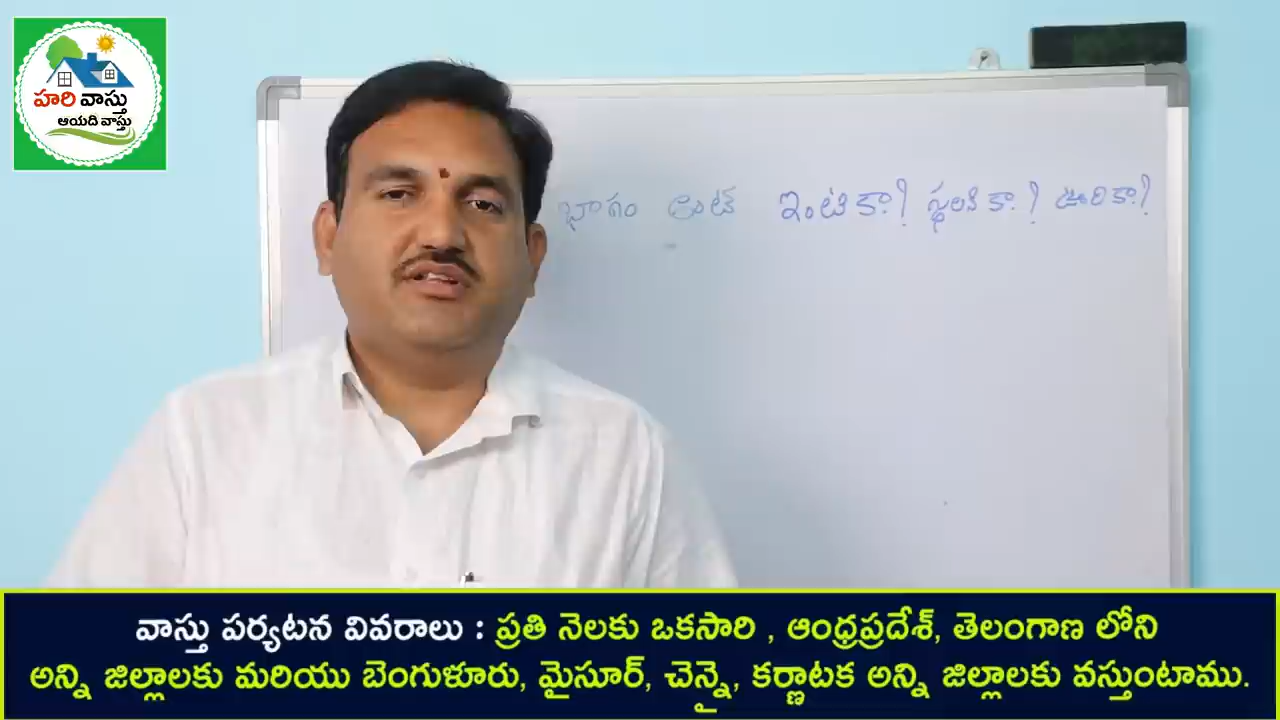 హరి వాస్తు
ఆయది వాస్తు
భాగం అంటే ఇంటికా? స్థలనికా? ఊరికా?
వాస్తు పర్యటన వివరాలు : ప్రతి నెలకు ఒకసారి , ఆంధ్రప్రదేశ్, తెలంగాణ లోని
అన్ని జిల్లాలకు మరియు బెంగుళూరు, మైసూర్, చెన్నై, కర్ణాటక అన్ని జిల్లాలకు వస్తుంటాము.